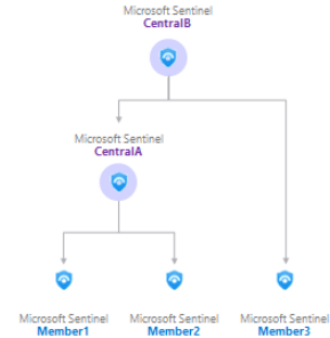 Microsoft Sentinel
CentralB
Microsoft Sentinel
CentralA
Microsoft Sentinel
Member1
Microsoft Sentinel
Member2
Microsoft Sentinel
Member3